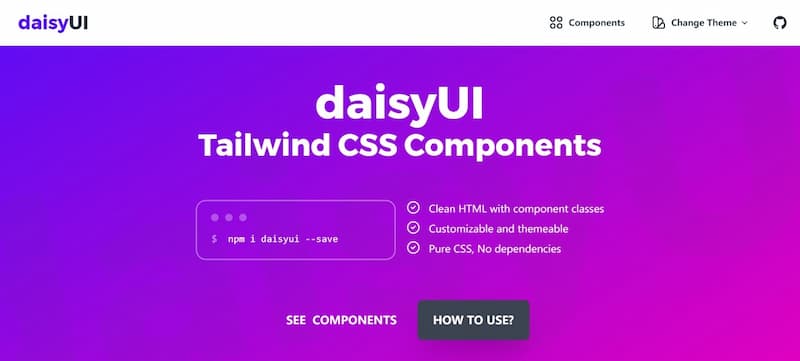 daisyUI
Components
Change Theme
daisyUI
Tailwind CSS Components
$ npm i daisyui --save
Clean HTML with component classes
Customizable and themeable
Pure CSS, No dependencies
SEE COMPONENTS
HOW TO USE?